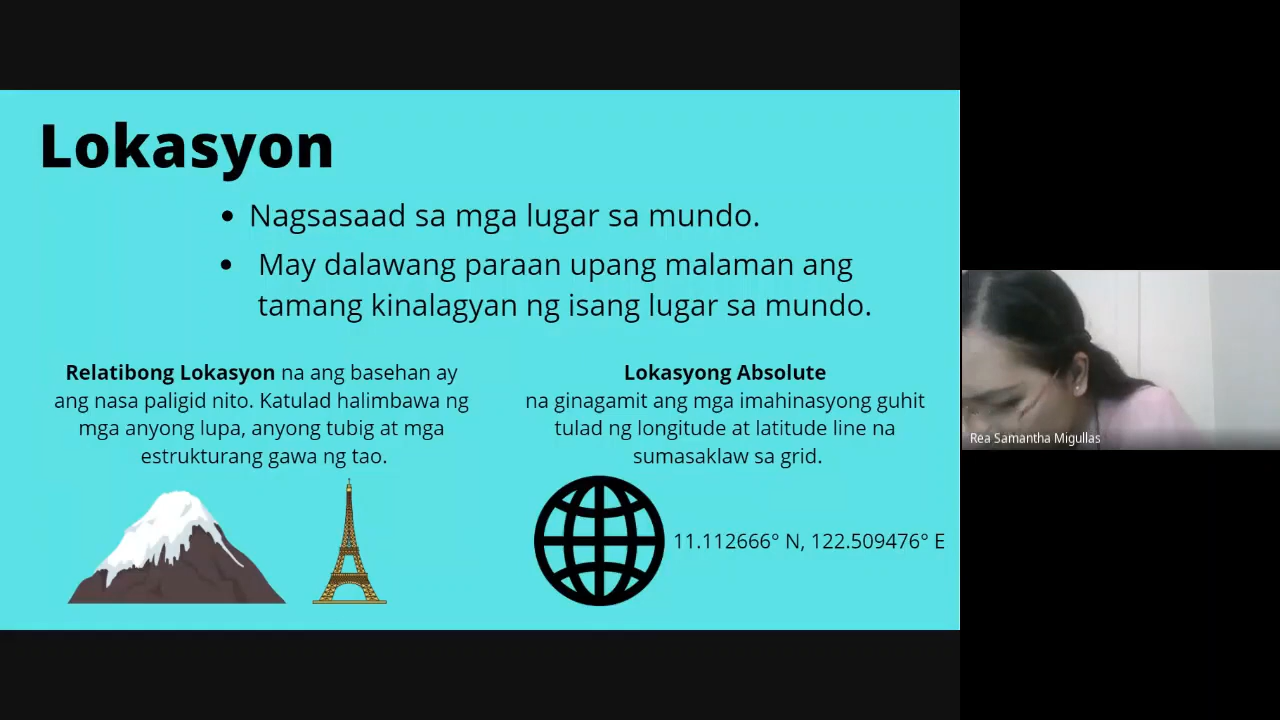 Lokasyon
• Nagsasaad sa mga lugar sa mundo.
• May dalawang paraan upang malaman ang
tamang kinalagyan ng isang lugar sa mundo.
Relatibong Lokasyon na ang basehan ay
ang nasa paligid nito. Katulad halimbawa ng
mga anyong lupa, anyong tubig at mga
estrukturang gawa ng tao.
Lokasyong Absolute
na ginagamit ang mga imahinasyong guhit
tulad ng longitude at latitude line na
sumasaklaw sa grid.
11.112666° N, 122.509476° E
Rea Samantha Migullas